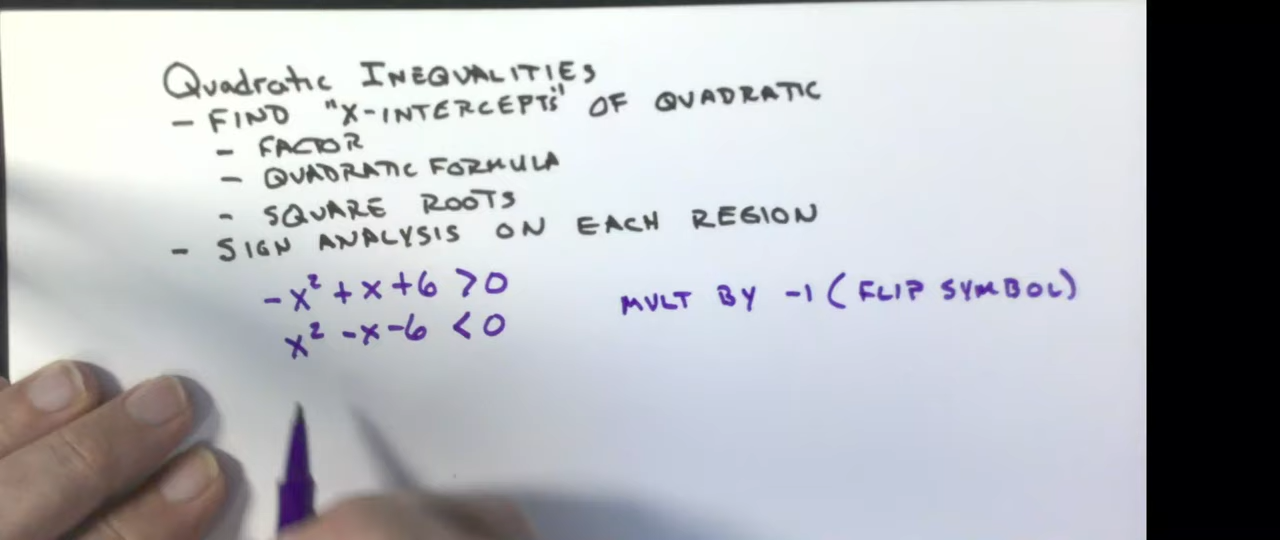 Quadratic INEQUALITIES
- FIND "X-INTERCEPTS" OF QUADRATIC
- FACTOR
- QUADRATIC FORMULA
- SQUARE ROOTS
- SIGN ANALYSIS ON EACH REGION
-x² + x + 6 > 0 MULT BY -1 (FLIP SYMBOL)
x² - x - 6 < 0